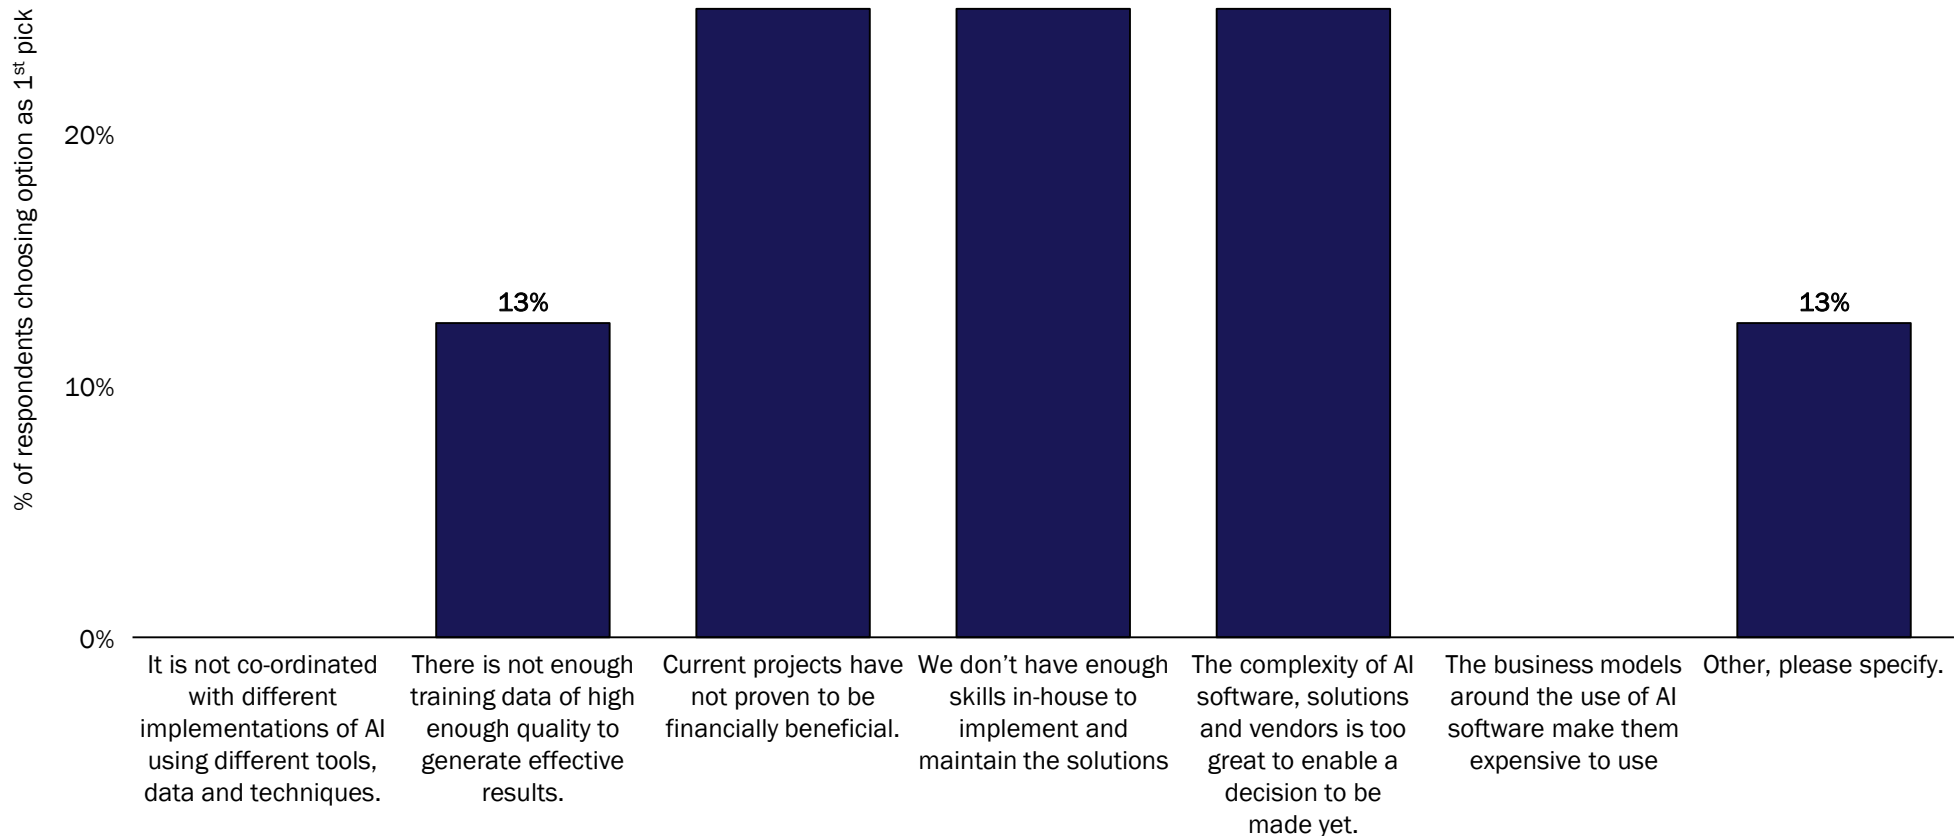 % of respondents choosing option as 1st pick
20%
10%
0%
13%
13%
It is not co-ordinated
with different
implementations of AI
using different tools,
data and techniques.
There is not enough
training data of high
enough quality to
generate effective
results.
Current projects have
not proven to be
financially beneficial.
We don’t have enough
skills in-house to
implement and
maintain the solutions
The complexity of AI
software, solutions
and vendors is too
great to enable a
decision to be
made yet.
The business models
around the use of AI
software make them
expensive to use
Other, please specify.